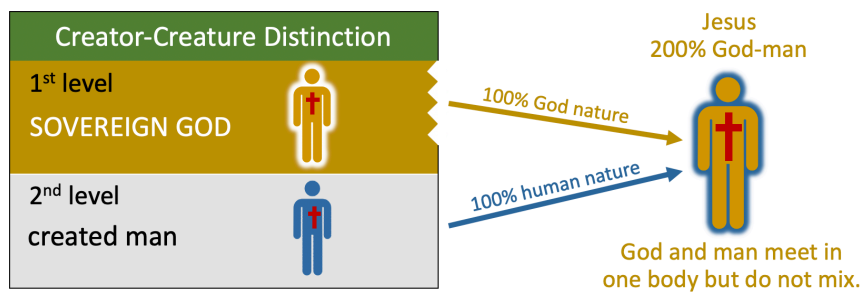 Creator-Creature Distinction
1st level
SOVEREIGN GOD
2nd level
created man
100% God nature
100% human nature
Jesus
200% God-man
God and man meet in
one body but do not mix.